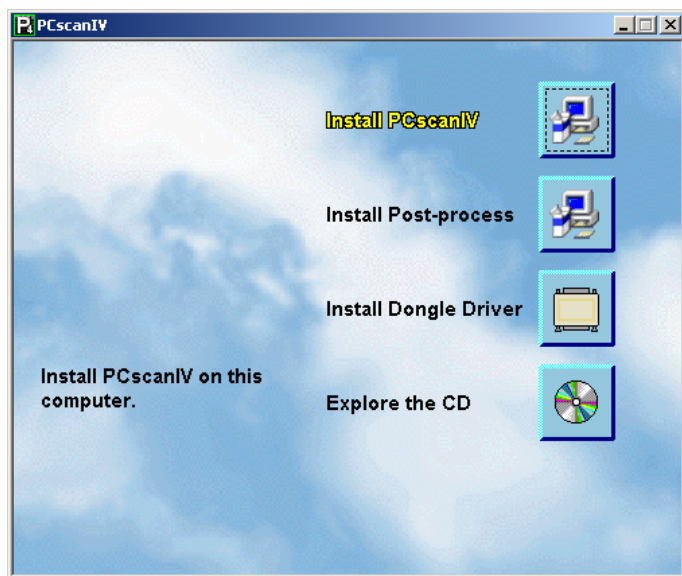 PCscanIV
Install PCscanIV
Install Post-process
Install Dongle Driver
Install PCscanIV on this
computer.
Explore the CD